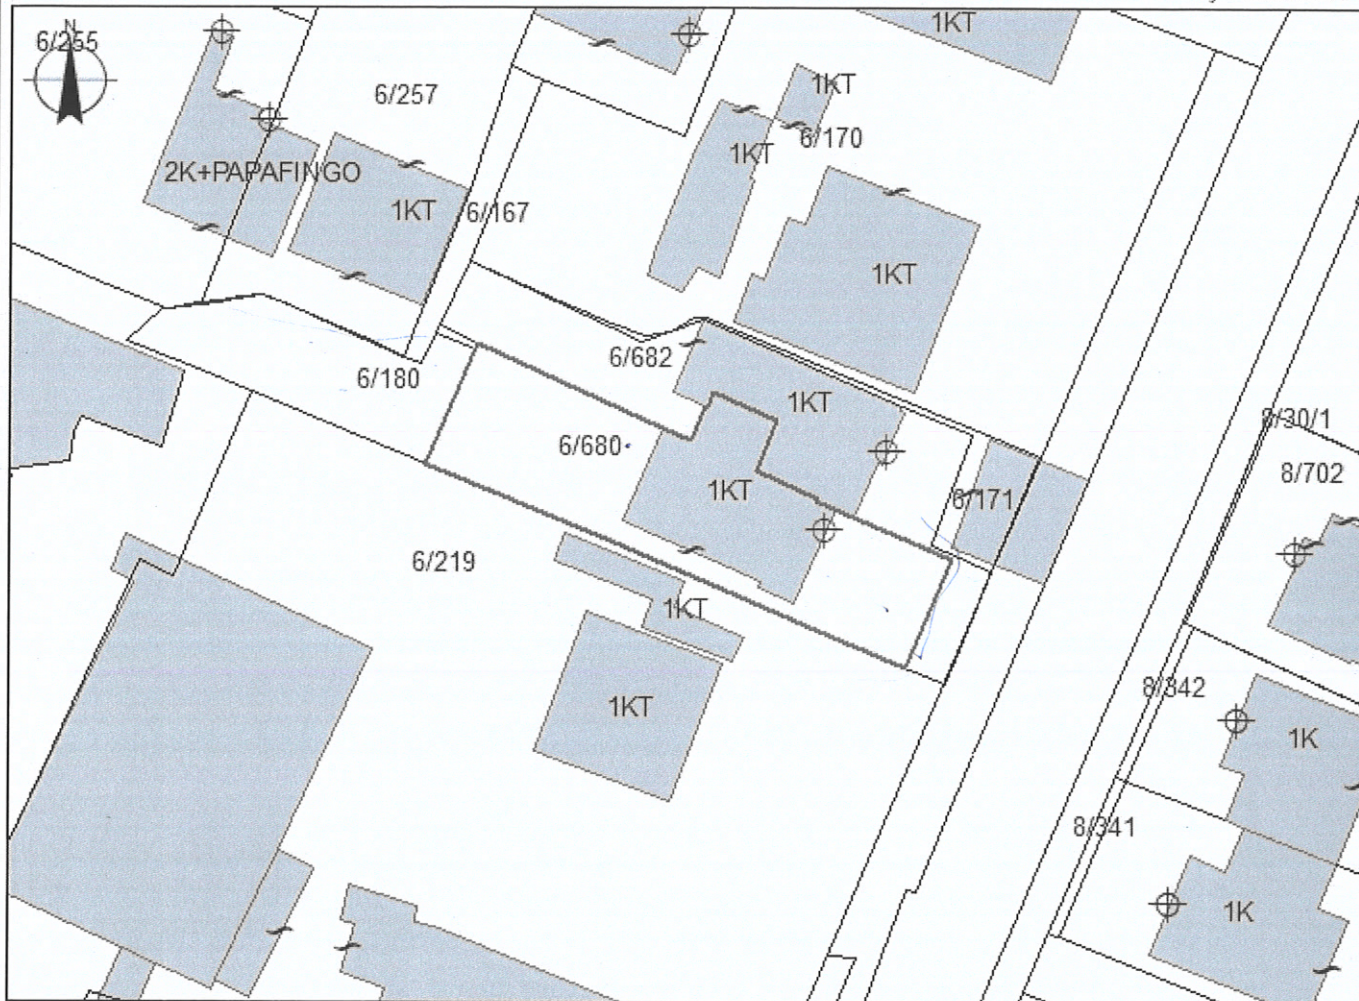 1KT
N
6/255
1KT
6/257
6/170
1KT
2K+PAPAFINGO
1KT
6/167
1KT
6/682
6/180
1KT
8/30/1
6/680
8/702
1KT
6/171
6/219
1KT
8/342
1KT
1K
8/341
1K